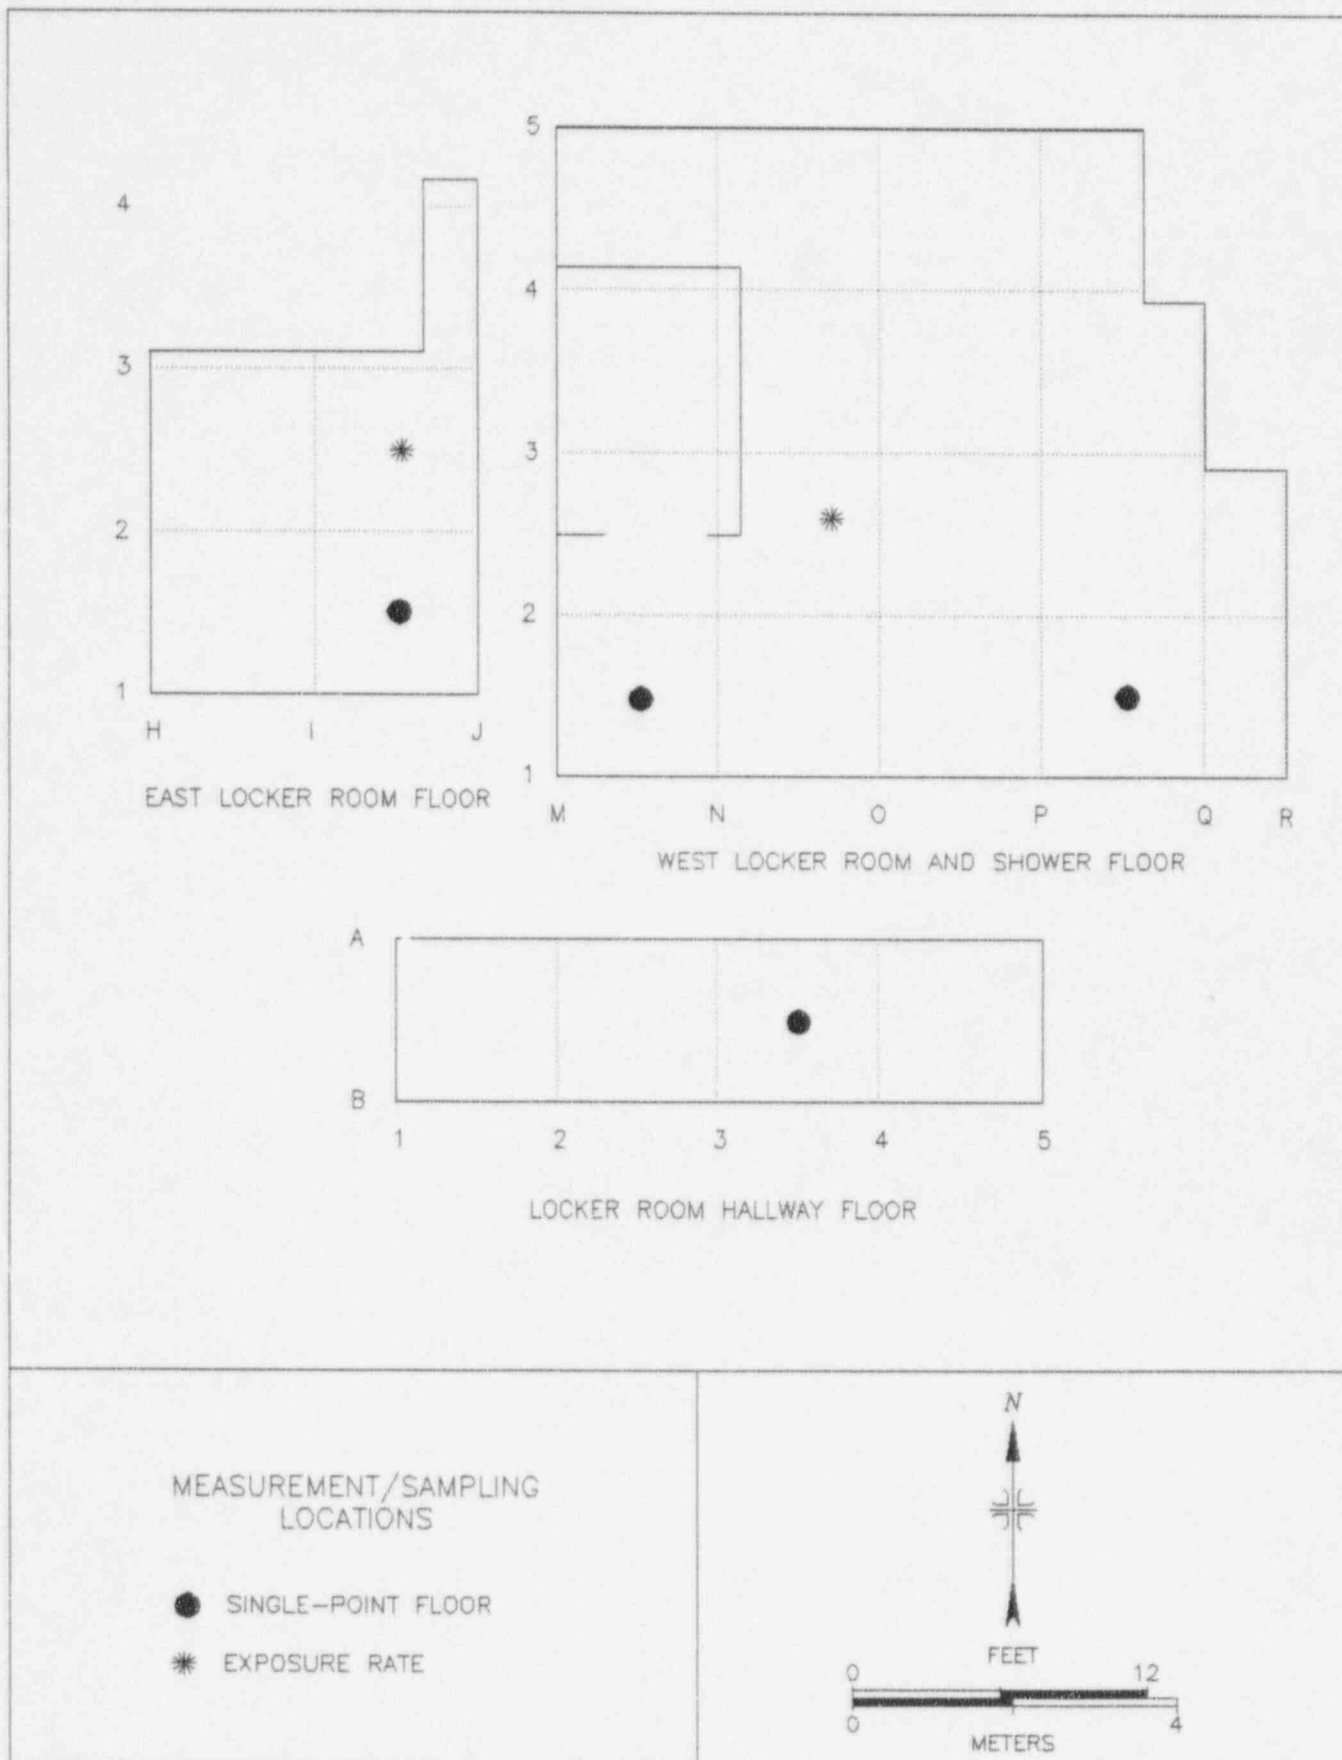 5
4
4
3
3
2
2
1
1
H I J
M N O P Q R
EAST LOCKER ROOM FLOOR
WEST LOCKER ROOM AND SHOWER FLOOR
A
B
1 2 3 4 5
LOCKER ROOM HALLWAY FLOOR
MEASUREMENT/SAMPLING
LOCATIONS
SINGLE-POINT FLOOR
EXPOSURE RATE
N
FEET
0 12
0 4
METERS